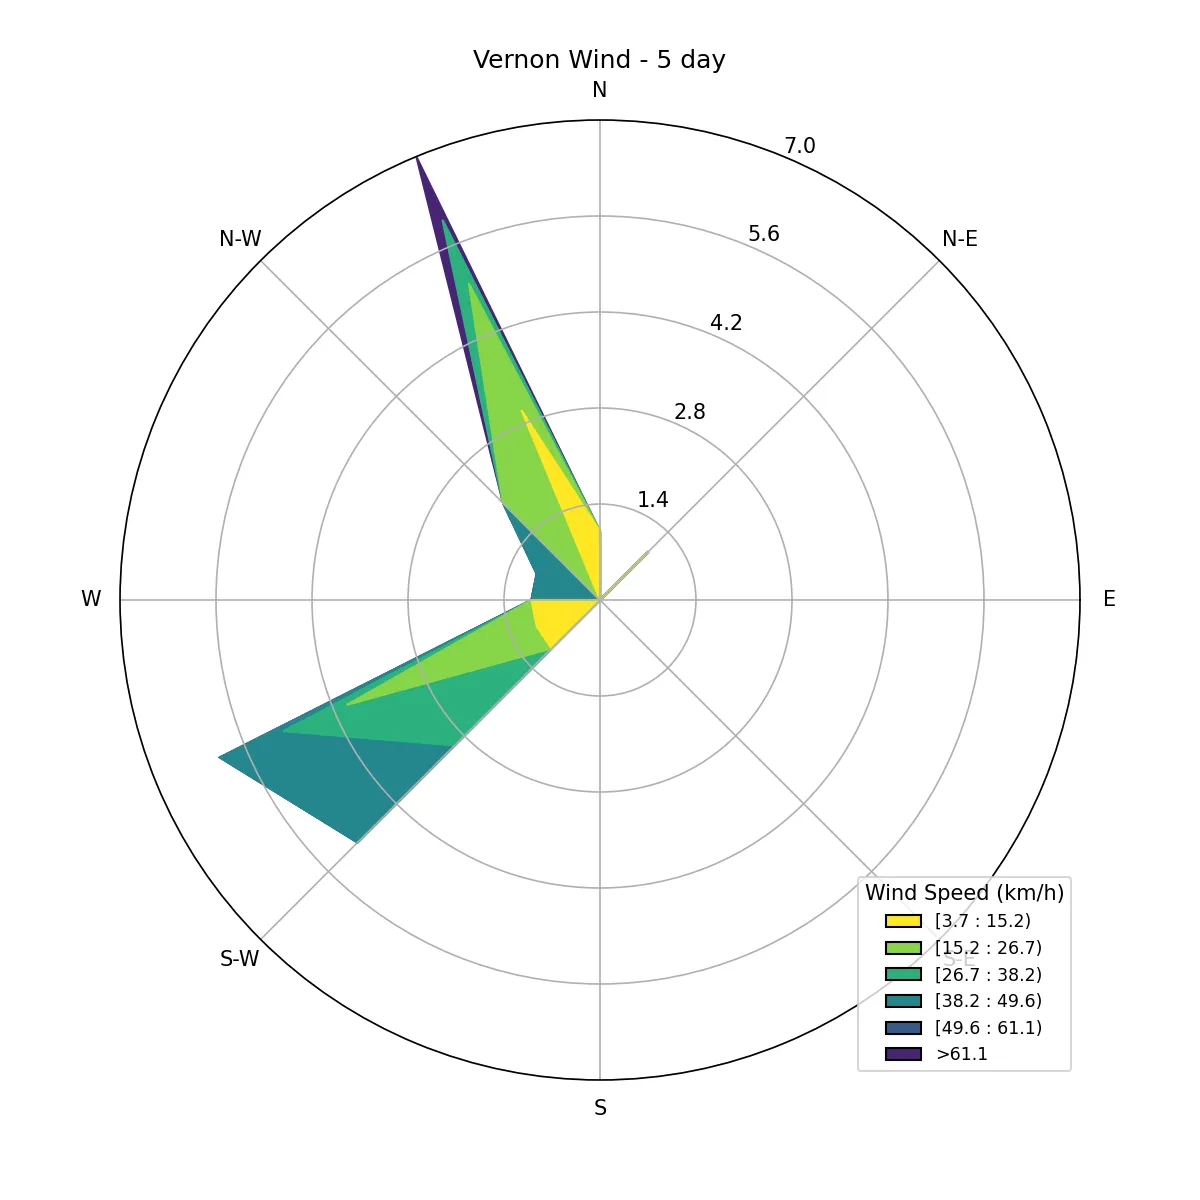 Vernon Wind - 5 day
N
7.0
N-W
5.6
N-E
4.2
2.8
1.4
W
E
S-W
S-E
S
Wind Speed (km/h)
[3.7 : 15.2)
[15.2 : 26.7)
[26.7 : 38.2)
[38.2 : 49.6)
[49.6 : 61.1)
>61.1